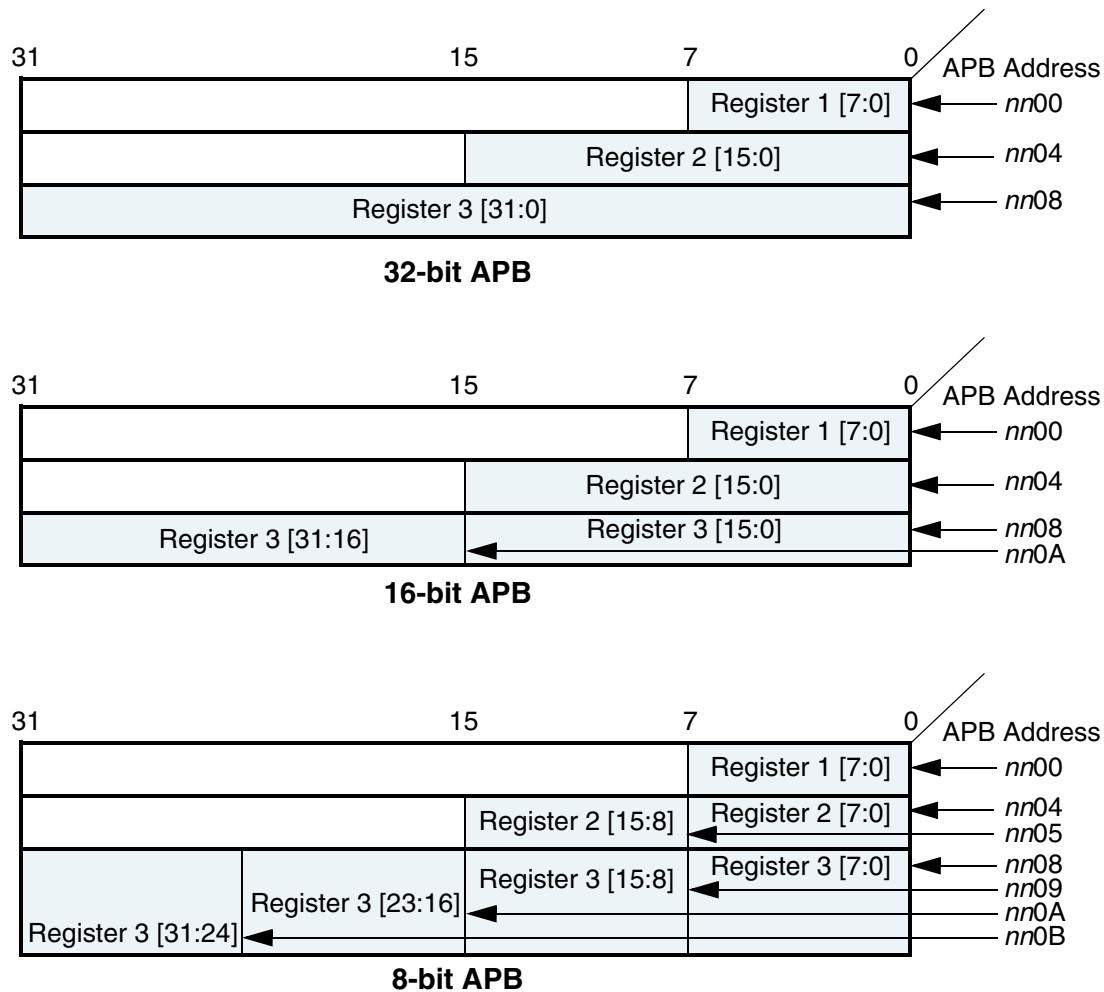 31 15 7 0
APB Address
Register 1 [7:0] nn00
Register 2 [15:0] nn04
Register 3 [31:0] nn08
32-bit APB
31 15 7 0
APB Address
Register 1 [7:0] nn00
Register 2 [15:0] nn04
Register 3 [31:16] Register 3 [15:0] nn08
nn0A
16-bit APB
31 15 7 0
APB Address
Register 1 [7:0] nn00
Register 2 [15:8] Register 2 [7:0] nn04
nn05
Register 3 [7:0] nn08
Register 3 [15:8] nn09
Register 3 [23:16] nn0A
Register 3 [31:24] nn0B
8-bit APB